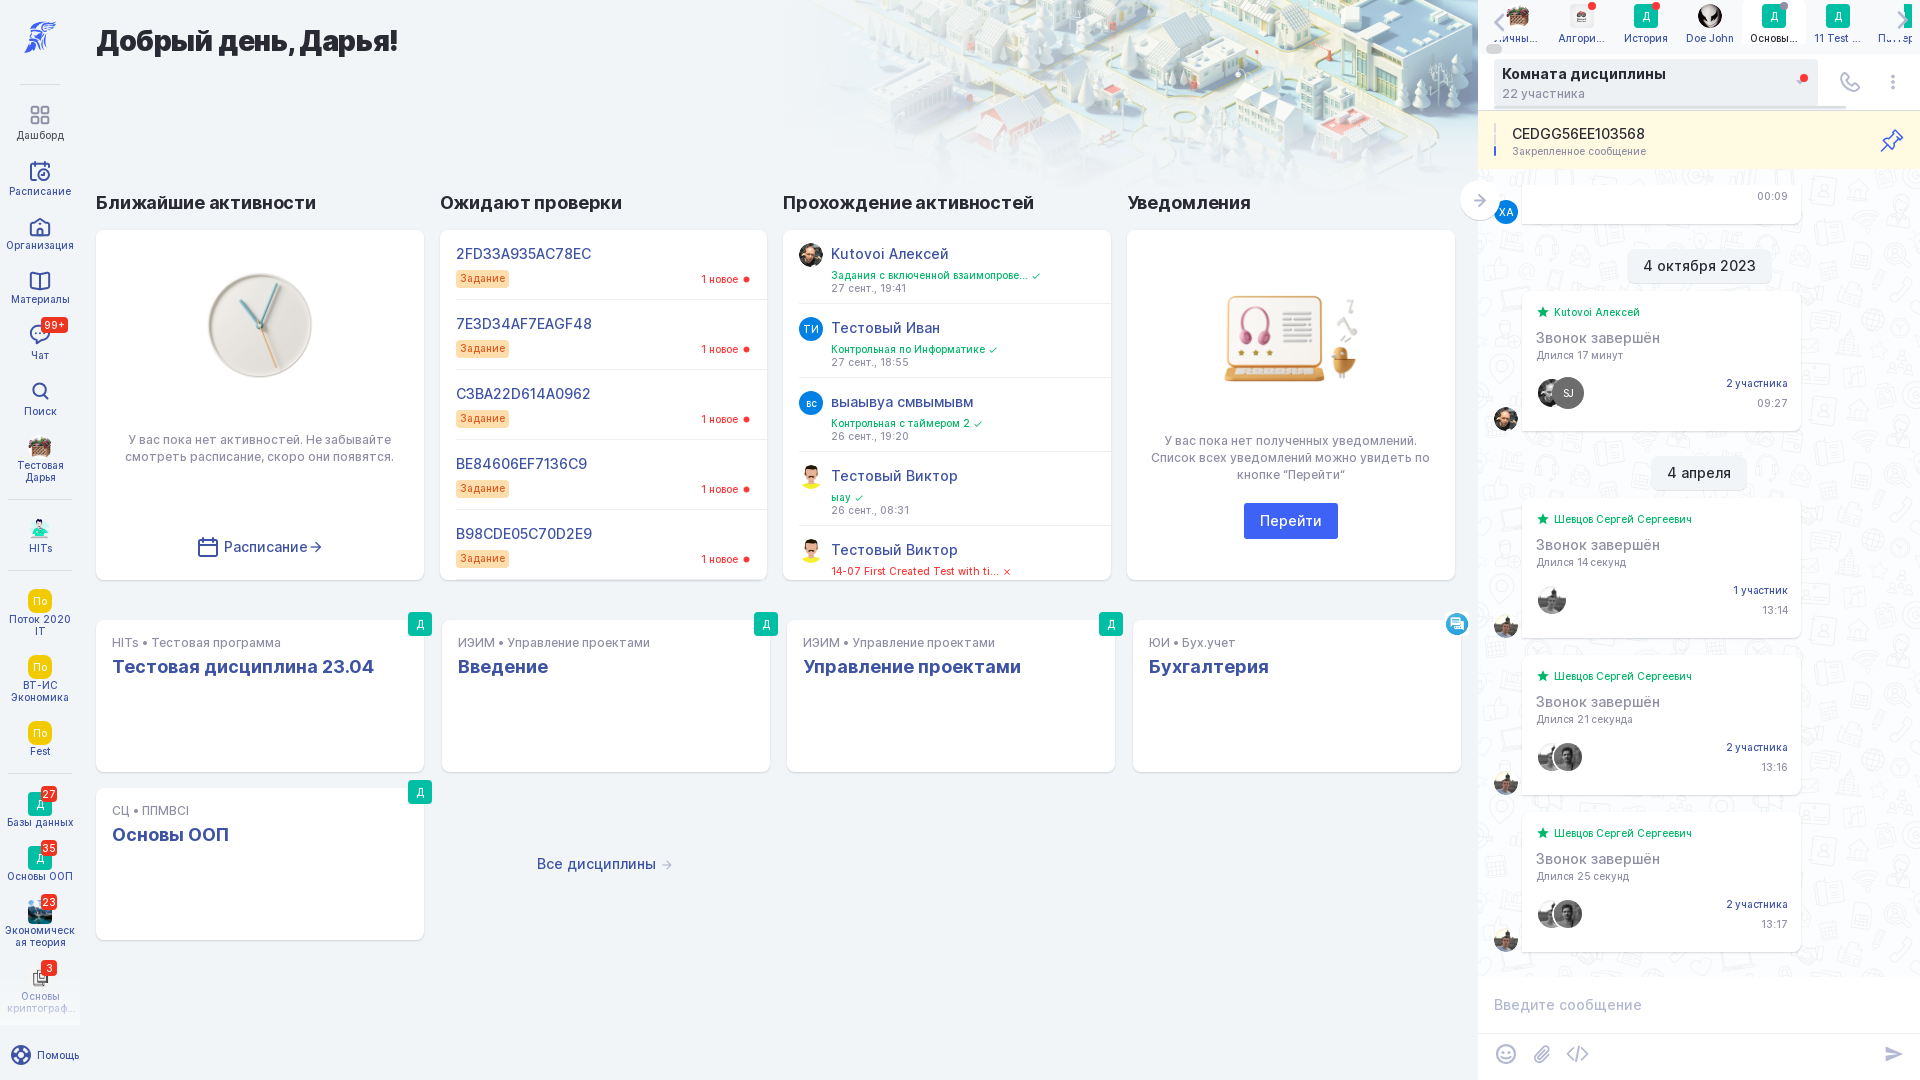 Добрый день, Дарья!
Дашборд
Расписание
Организация
Материалы
99+
Чат
Поиск
Тестовая
Дарья
HITs
По
Поток 2020
IT
По
ВТ-ИС
Экономика
По
Fest
27
Д
Базы данных
35
Д
Основы ООП
23
Экономическ
ая теория
3
Основы
криптограф...
Помощь
Ближайшие активности
У вас пока нет активностей. Не забывайте
смотреть расписание, скоро они появятся.
Расписание
Ожидают проверки
2FD33A935AC78EC
Задание
1 новое
7E3D34AF7EAGF48
Задание
1 новое
C3BA22D614A0962
Задание
1 новое
BE84606EF7136C9
Задание
1 новое
B98CDE05C70D2E9
Задание
1 новое
Прохождение активностей
Kutovoi Алексей
Задания с включенной взаимопрове...
27 сент., 19:41
ТИ
Тестовый Иван
Контрольная по Информатике
27 сент., 18:55
вс
выаывуа смвымывм
Контрольная с таймером 2
26 сент., 19:20
Тестовый Виктор
ыау
26 сент., 08:31
Тестовый Виктор
14-07 First Created Test with ti...
Уведомления
У вас пока нет полученных уведомлений.
Список всех уведомлений можно увидеть по
кнопке “Перейти“
Перейти
Д
HITs • Тестовая программа
Тестовая дисциплина 23.04
Д
ИЭИМ • Управление проектами
Введение
Д
ИЭИМ • Управление проектами
Управление проектами
ЮИ • Бух.учет
Бухгалтерия
Д
СЦ • ППМВСІ
Основы ООП
Все дисциплины
Алгори...
Д
История
Doe John
Д
Основы...
Д
11 Test ...
Комната дисциплины
22 участника
CEDGG56EE103568
Закрепленное сообщение
00:09
ХА
4 октября 2023
Kutovoi Алексей
Звонок завершён
Длился 17 минут
SJ
2 участника
09:27
4 апреля
Шевцов Сергей Сергеевич
Звонок завершён
Длился 14 секунд
1 участник
13:14
Шевцов Сергей Сергеевич
Звонок завершён
Длился 21 секунда
2 участника
13:16
Шевцов Сергей Сергеевич
Звонок завершён
Длился 25 секунд
2 участника
13:17
Введите сообщение